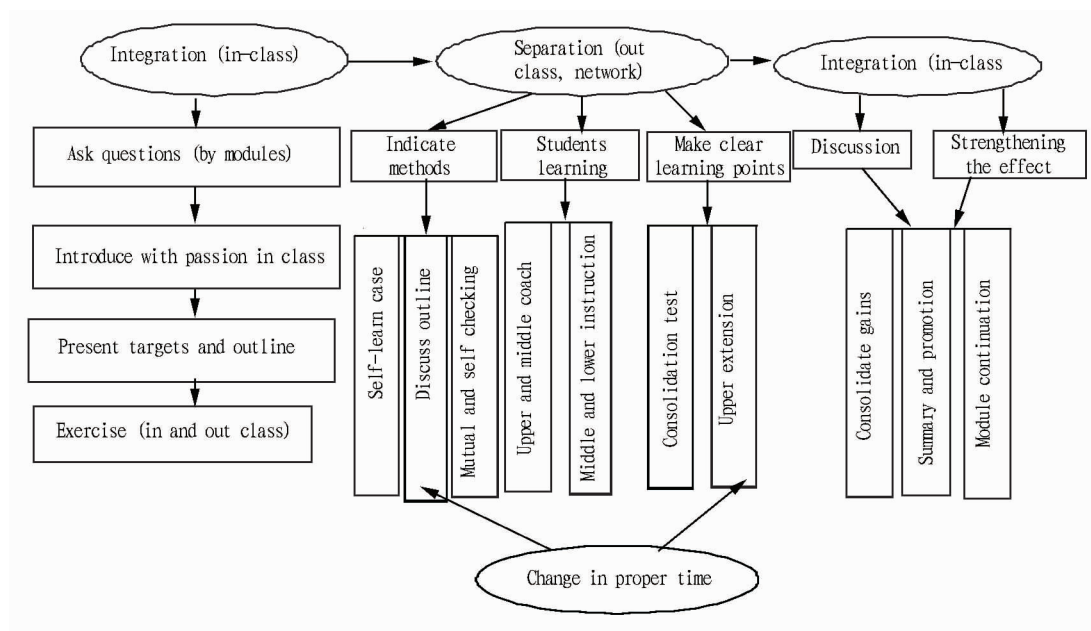 Integration (in-class)
Separation (out
class, network)
Integration (in-class
Ask questions (by modules)
Indicate
methods
Students
learning
Make clear
learning points
Discussion
Strengthening
the effect
Introduce with passion in class
Present targets and outline
Exercise (in and out class)
Self-learn case
Discuss outline
Mutual and self checking
Upper and middle coach
Middle and lower instruction
Consolidation test
Upper extension
Consolidate gains
Summary and promotion
Module continuation
Change in proper time